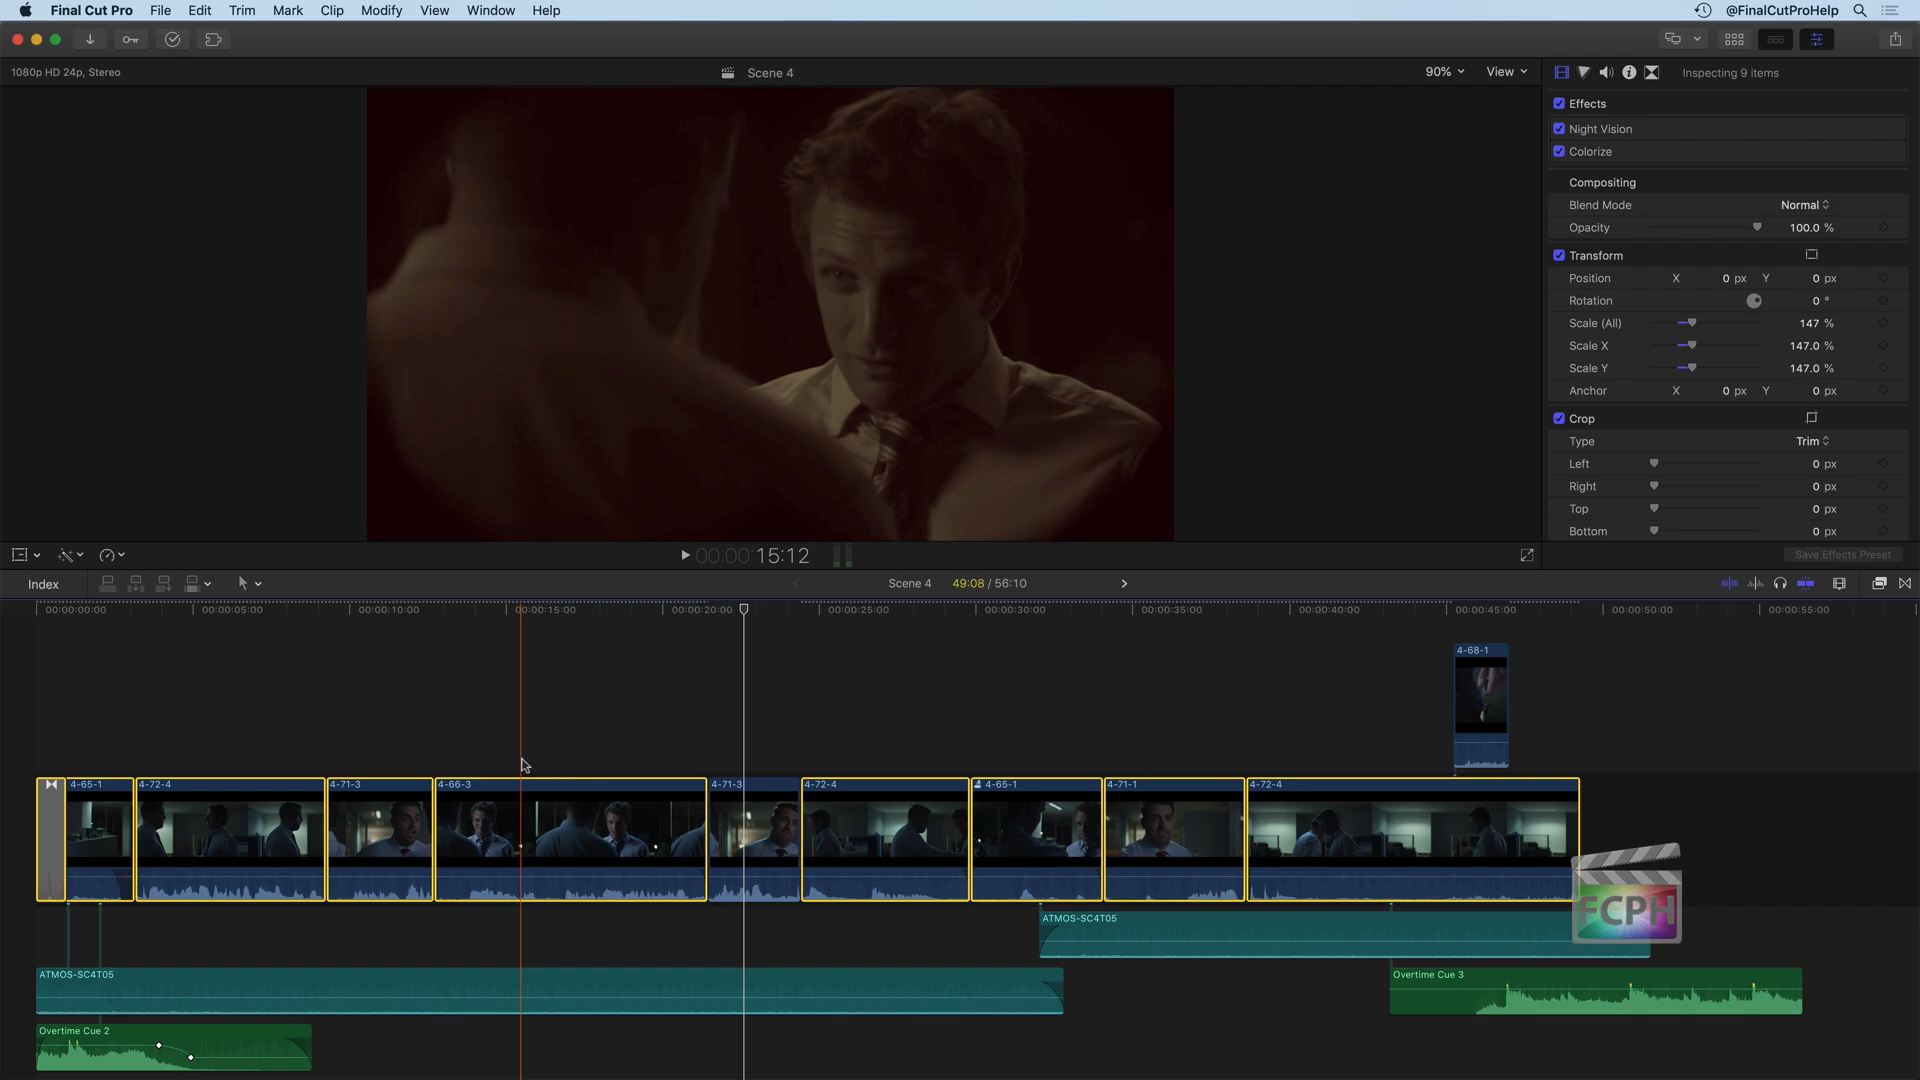 Final Cut Pro File Edit Trim Mark Clip Modify View Window Help @FinalCutProHelp
1080p HD 24p, Stereo Scene 4 90% View Inspecting 9 items
Effects
Night Vision
Colorize
Compositing
Blend Mode Normal
Opacity 100.0 %
Transform
Position X 0 px Y 0 px
Rotation 0 °
Scale (All) 147 %
Scale X 147.0 %
Scale Y 147.0 %
Anchor X 0 px Y 0 px
Crop
Type Trim
Left 0 px
Right 0 px
Top 0 px
Bottom 0 px
00:00:15:12 Save Effects Preset
Index Scene 4 49:08 / 56:10
00:00:00:00 00:00:05:00 00:00:10:00 00:00:15:00 00:00:20:00 00:00:25:00 00:00:30:00 00:00:35:00 00:00:40:00 00:00:45:00 00:00:50:00 00:00:55:00
4-68-1
4-65-1 4-72-4 4-71-3 4-66-3 4-71-3 4-72-4 4-65-1 4-71-1 4-72-4
FCPH
ATMOS-SC4T05
ATMOS-SC4T05 Overtime Cue 3
Overtime Cue 2